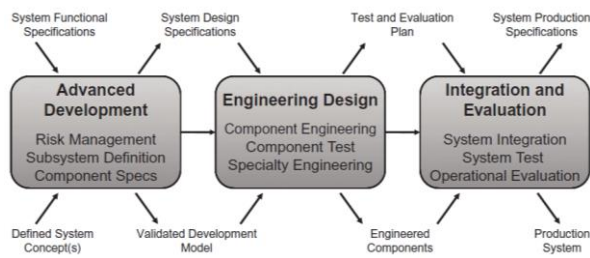 System Functional
Specifications
System Design
Specifications
Test and Evaluation
Plan
System Production
Specifications
Advanced
Development
Risk Management
Subsystem Definition
Component Specs
Engineering Design
Component Engineering
Component Test
Specialty Engineering
Integration and
Evaluation
System Integration
System Test
Operational Evaluation
Defined System
Concept(s)
Validated Development
Model
Engineered
Components
Production
System